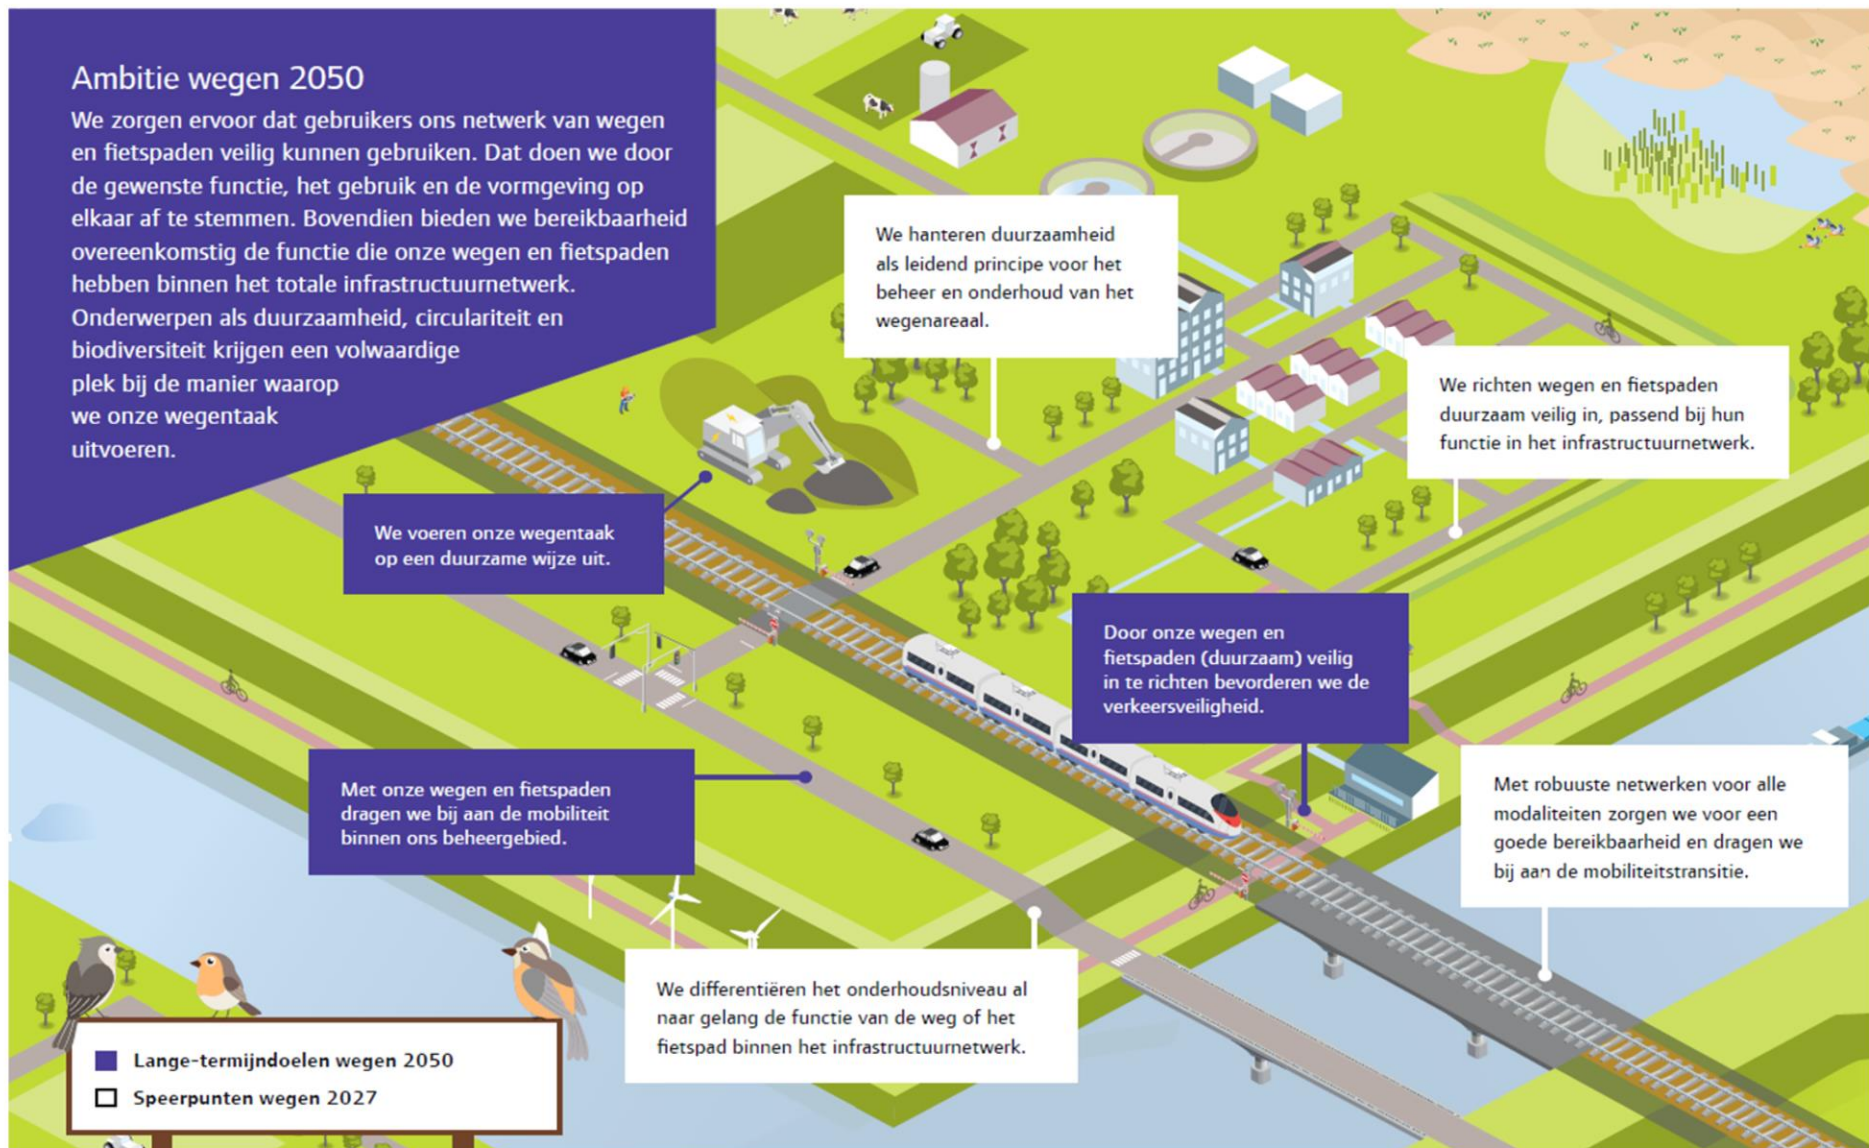 Ambitie wegen 2050
We zorgen ervoor dat gebruikers ons netwerk van wegen
en fietspaden veilig kunnen gebruiken. Dat doen we door
de gewenste functie, het gebruik en de vormgeving op
elkaar af te stemmen. Bovendien bieden we bereikbaarheid
overeenkomstig de functie die onze wegen en fietspaden
hebben binnen het totale infrastructuurnetwerk.
Onderwerpen als duurzaamheid, circulariteit en
biodiversiteit krijgen een volwaardige
plek bij de manier waarop
we onze wegentaak
uitvoeren.
We hanteren duurzaamheid
als leidend principe voor het
beheer en onderhoud van het
wegenareaal.
We richten wegen en fietspaden
duurzaam veilig in, passend bij hun
functie in het infrastructuurnetwerk.
We voeren onze wegentaak
op een duurzame wijze uit.
Door onze wegen en
fietspaden (duurzaam) veilig
in te richten bevorderen we de
verkeersveiligheid.
Met onze wegen en fietspaden
dragen we bij aan de mobiliteit
binnen ons beheergebied.
Met robuuste netwerken voor alle
modaliteiten zorgen we voor een
goede bereikbaarheid en dragen we
bij aan de mobiliteitstransitie.
We differentiëren het onderhoudsniveau al
naar gelang de functie van de weg of het
fietspad binnen het infrastructuurnetwerk.
Lange-termijndoelen wegen 2050
Speerpunten wegen 2027